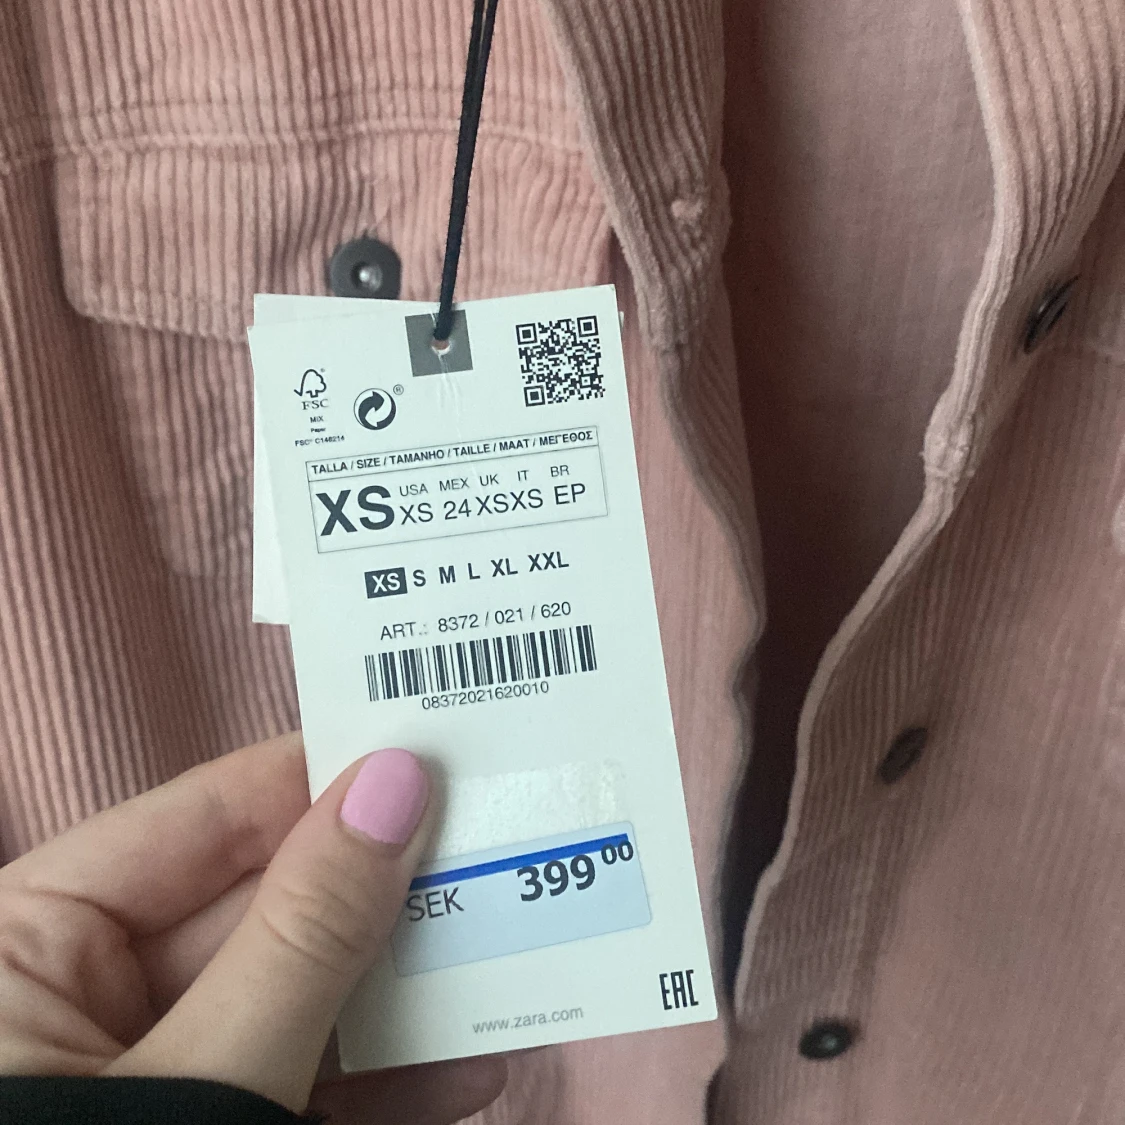 FSC
MIX
Paper
FSC® C146214
®
TALLA / SIZE / TAMANHO / TAILLE / MAAT / ΜΕΓΕΘΟΣ
XS
USA MEX UK IT BR
XS 24 XS XS EP
XS S M L XL XXL
ART.: 8372 / 021 / 620
08372021620010
SEK 399 00
www.zara.com
EAC